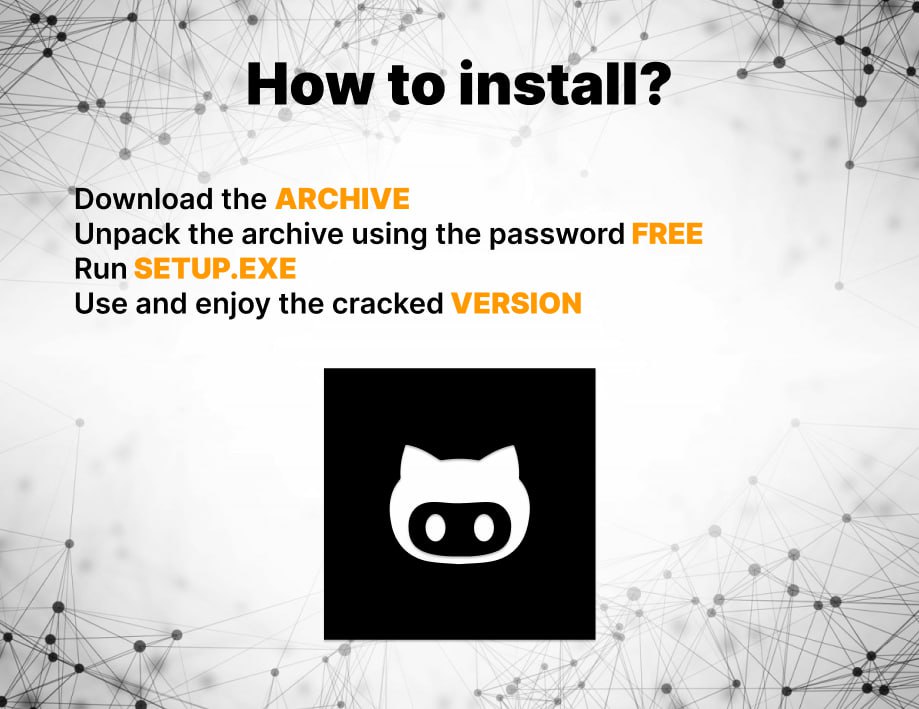 How to install?
Download the ARCHIVE
Unpack the archive using the password FREE
Run SETUP.EXE
Use and enjoy the cracked VERSION